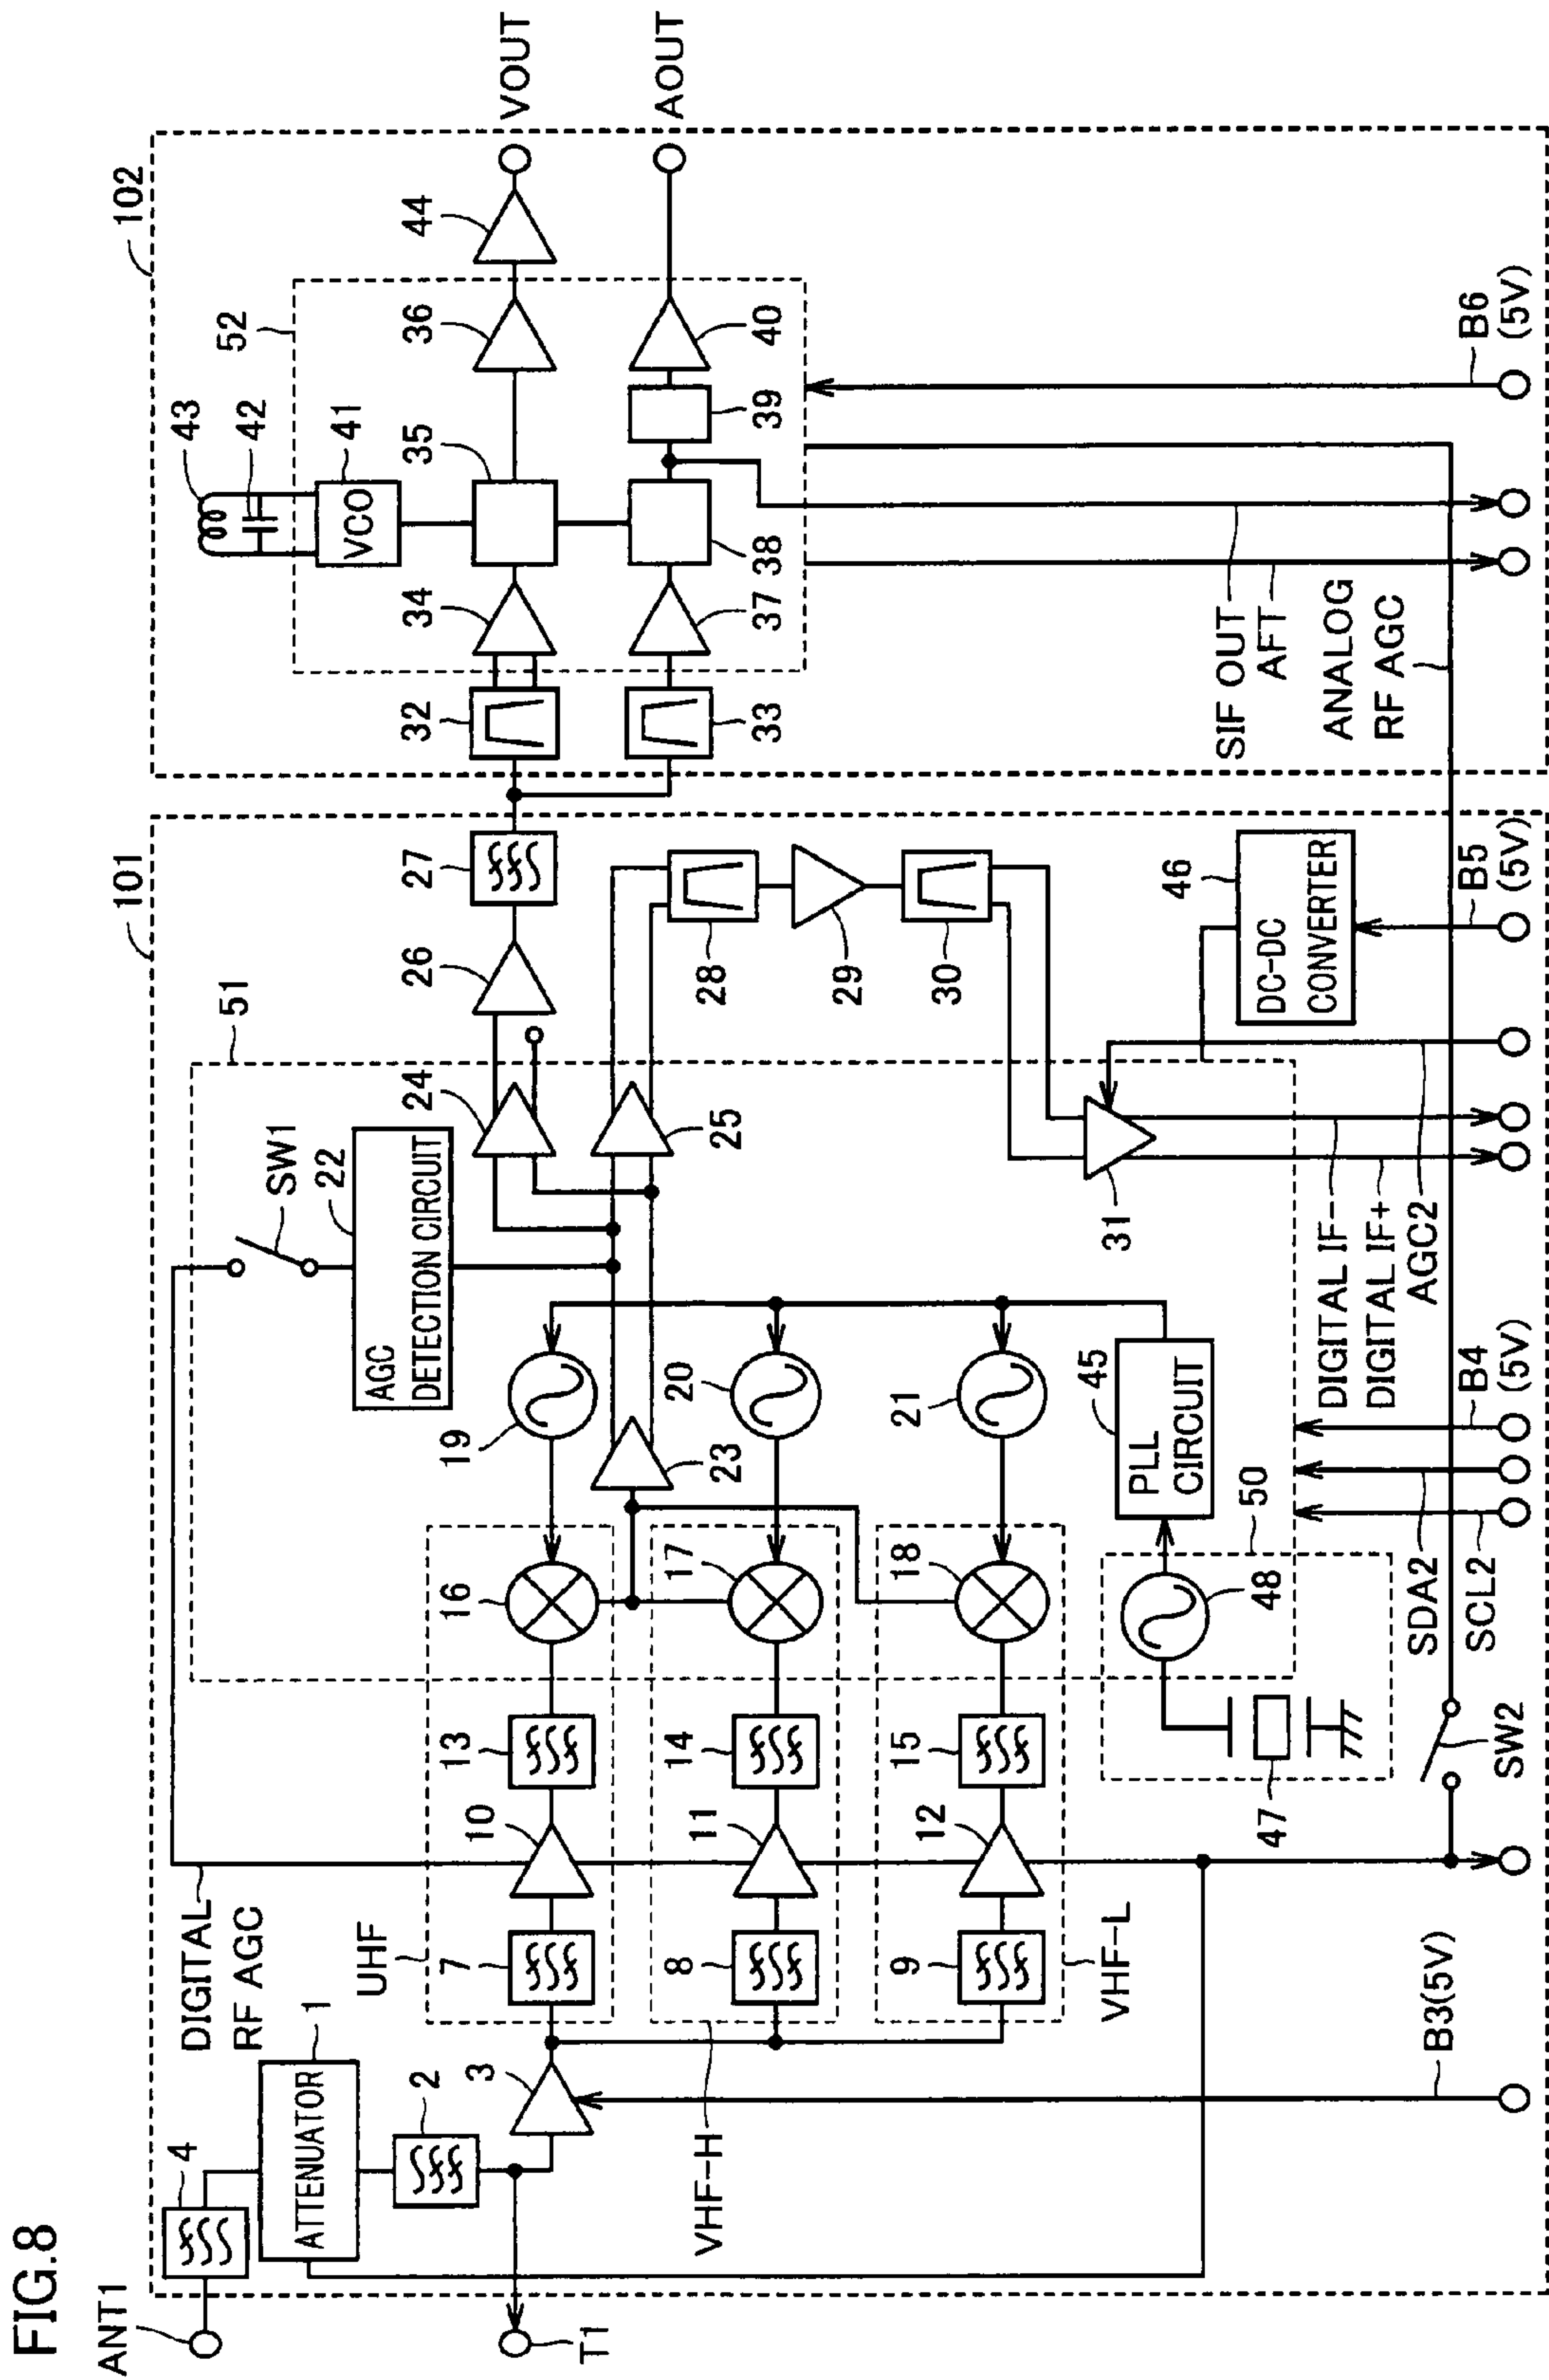 FIG.8
ANT1
4
ATTENUATOR
1
2
3
T1
DIGITAL
RF AGC
UHF
7
10
13
16
VHF-H
8
11
14
17
VHF-L
9
12
15
18
B3(5V)
47
48
50
SW2
SCL2
SDA2
B4
(5V)
PLL
CIRCUIT
45
19
20
21
23
AGC
DETECTION CIRCUIT
22
SW1
51
24
25
26
27
28
29
30
31
DIGITAL IF-
DIGITAL IF+
AGC2
DC-DC
CONVERTER
46
B5
(5V)
101
102
32
33
34
35
36
37
38
39
40
VCO
41
42
43
44
52
SIF OUT
AFT
ANALOG
RF AGC
B6
(5V)
VOUT
AOUT